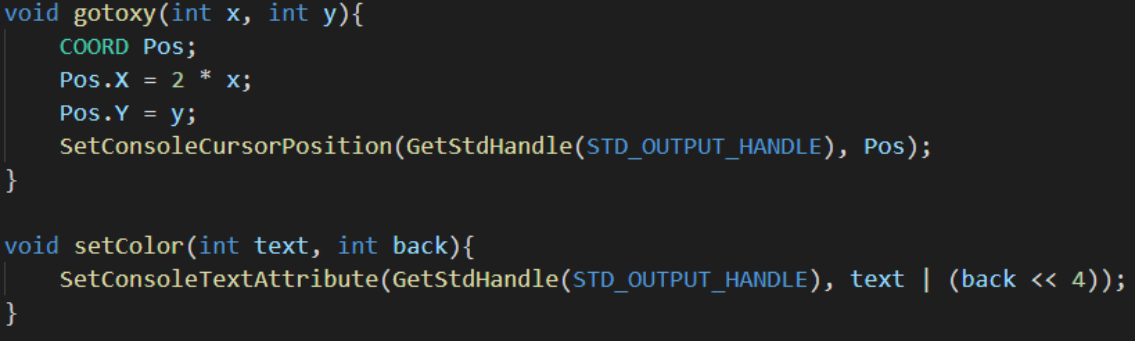 void gotoxy(int x, int y){
    COORD Pos;
    Pos.X = 2 * x;
    Pos.Y = y;
    SetConsoleCursorPosition(GetStdHandle(STD_OUTPUT_HANDLE), Pos);
}

void setColor(int text, int back){
    SetConsoleTextAttribute(GetStdHandle(STD_OUTPUT_HANDLE), text | (back << 4));
}